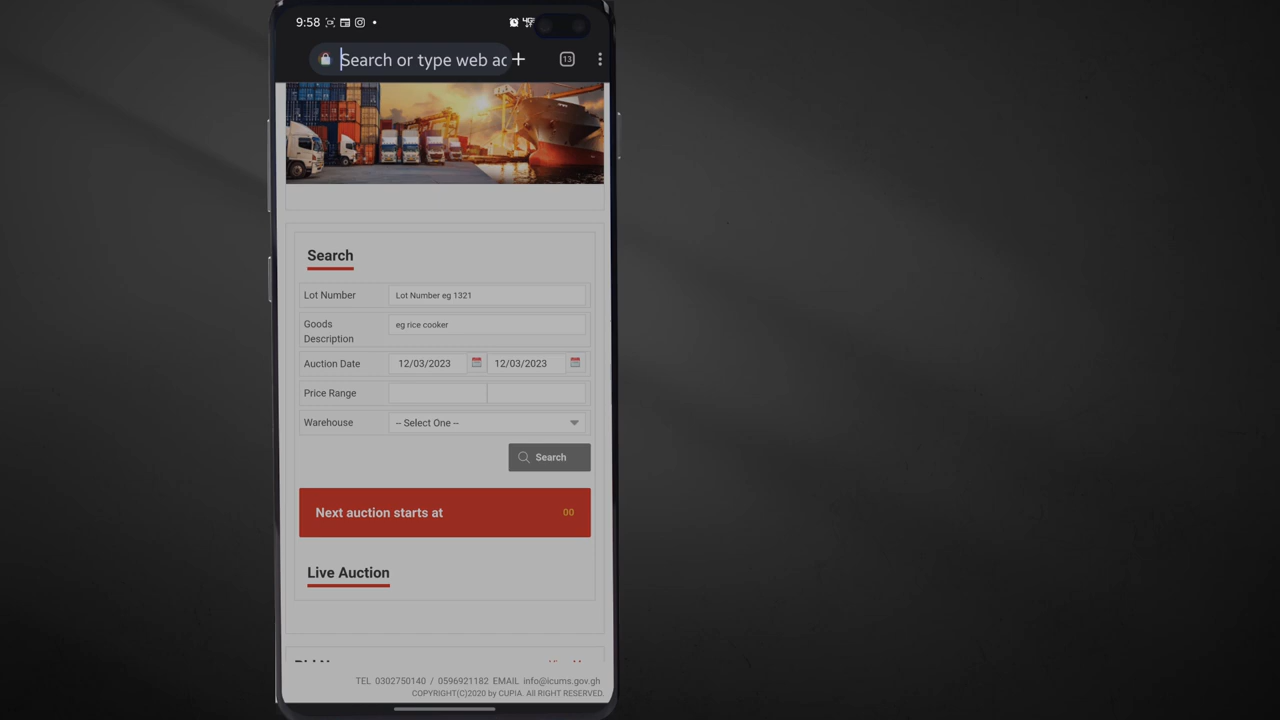 9:58
13
Search or type web ac
Search
Lot Number Lot Number eg 1321
Goods Description eg rice cooker
Auction Date 12/03/2023 12/03/2023
Price Range
Warehouse -- Select One --
Search
Next auction starts at 00
Live Auction
TEL 0302750140 / 0596921182 EMAIL info@icums.gov.gh
COPYRIGHT(C)2020 by CUPIA. All RIGHT RESERVED.